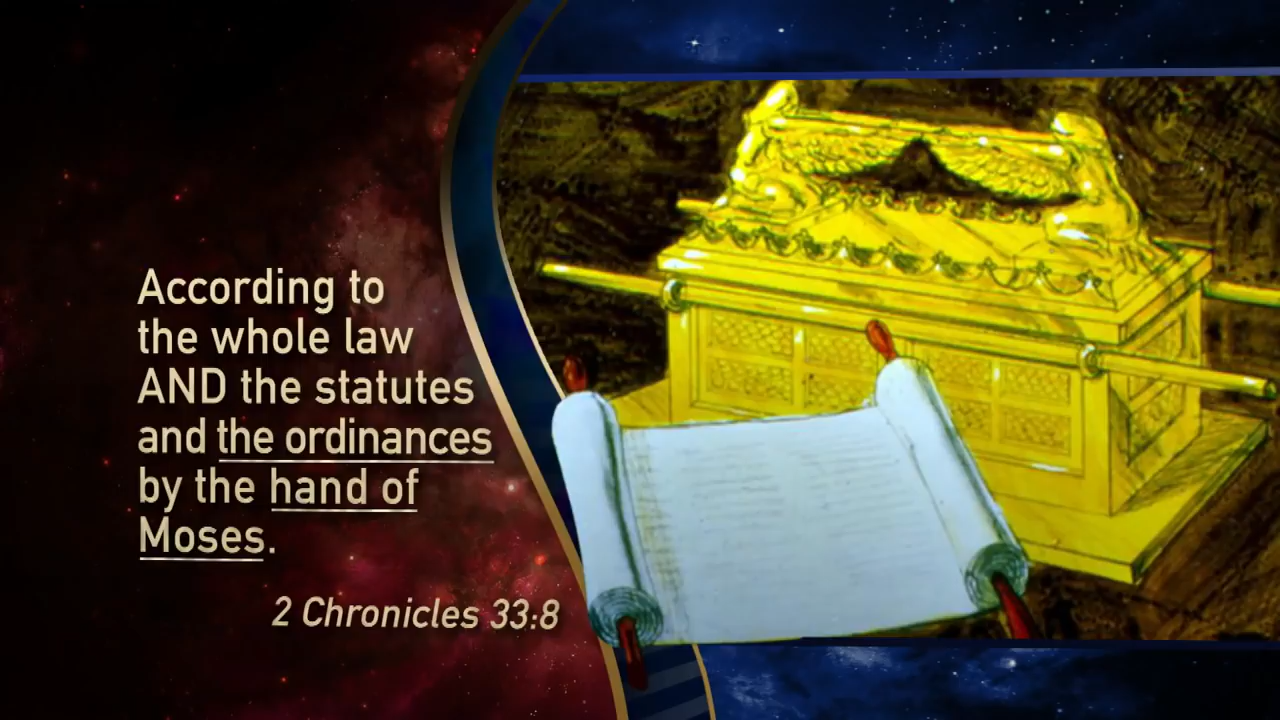 According to
the whole law
AND the statutes
and the ordinances
by the hand of
Moses.
2 Chronicles 33:8